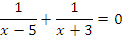 1/(x − 5) + 1/(x + 3) = 0